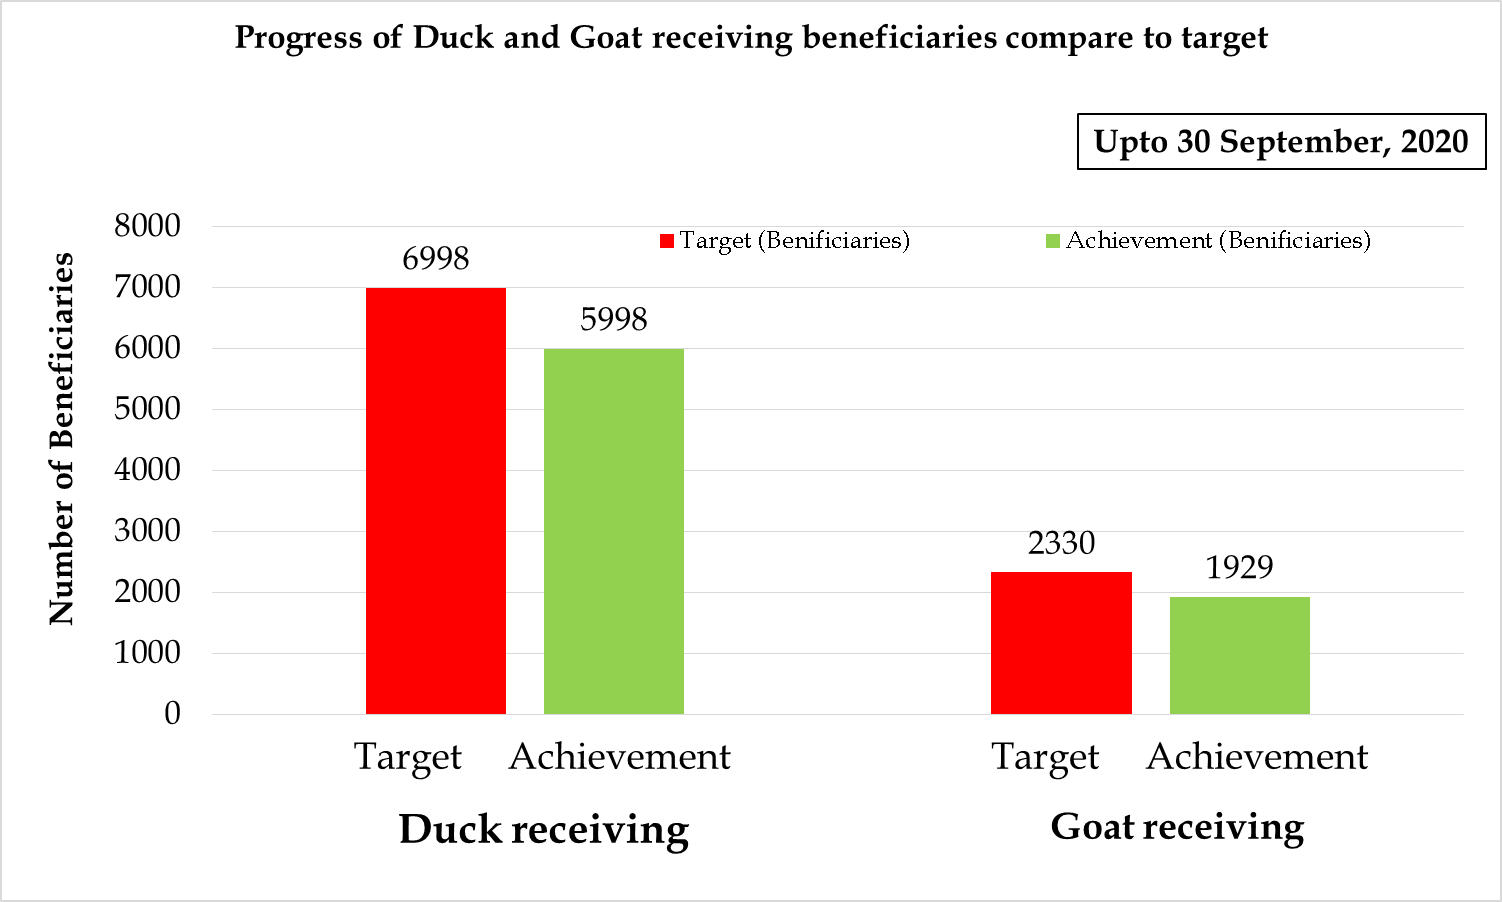 Progress of Duck and Goat receiving beneficiaries compare to target
Upto 30 September, 2020
Number of Beneficiaries
8000
7000
6000
5000
4000
3000
2000
1000
0
Target (Benificiaries)
Achievement (Benificiaries)
6998
5998
2330
1929
Target
Achievement
Target
Achievement
Duck receiving
Goat receiving